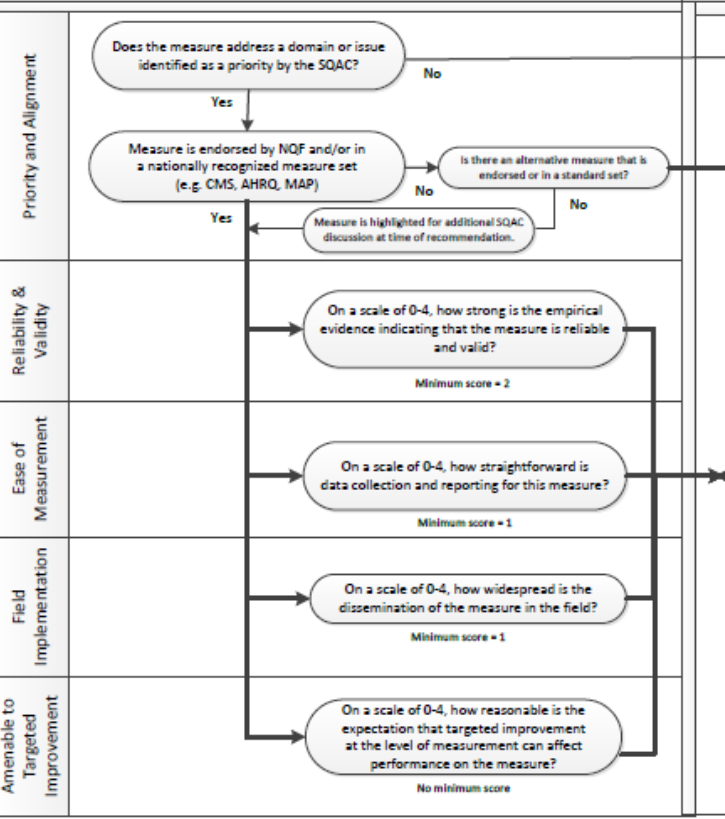 Priority and Alignment
Does the measure address a domain or issue
identified as a priority by the SQAC?
No
Yes
Measure is endorsed by NQF and/or in
a nationally recognized measure set
(e.g. CMS, AHRQ, MAP)
No
Is there an alternative measure that is
endorsed or in a standard set?
No
Yes
Measure is highlighted for additional SQAC
discussion at time of recommendation.
Reliability &
Validity
On a scale of 0-4, how strong is the empirical
evidence indicating that the measure is reliable
and valid?
Minimum score = 2
Ease of
Measurement
On a scale of 0-4, how straightforward is
data collection and reporting for this measure?
Minimum score = 1
Field
Implementation
On a scale of 0-4, how widespread is the
dissemination of the measure in the field?
Minimum score = 1
Amenable to
Targeted
Improvement
On a scale of 0-4, how reasonable is the
expectation that targeted improvement
at the level of measurement can affect
performance on the measure?
No minimum score